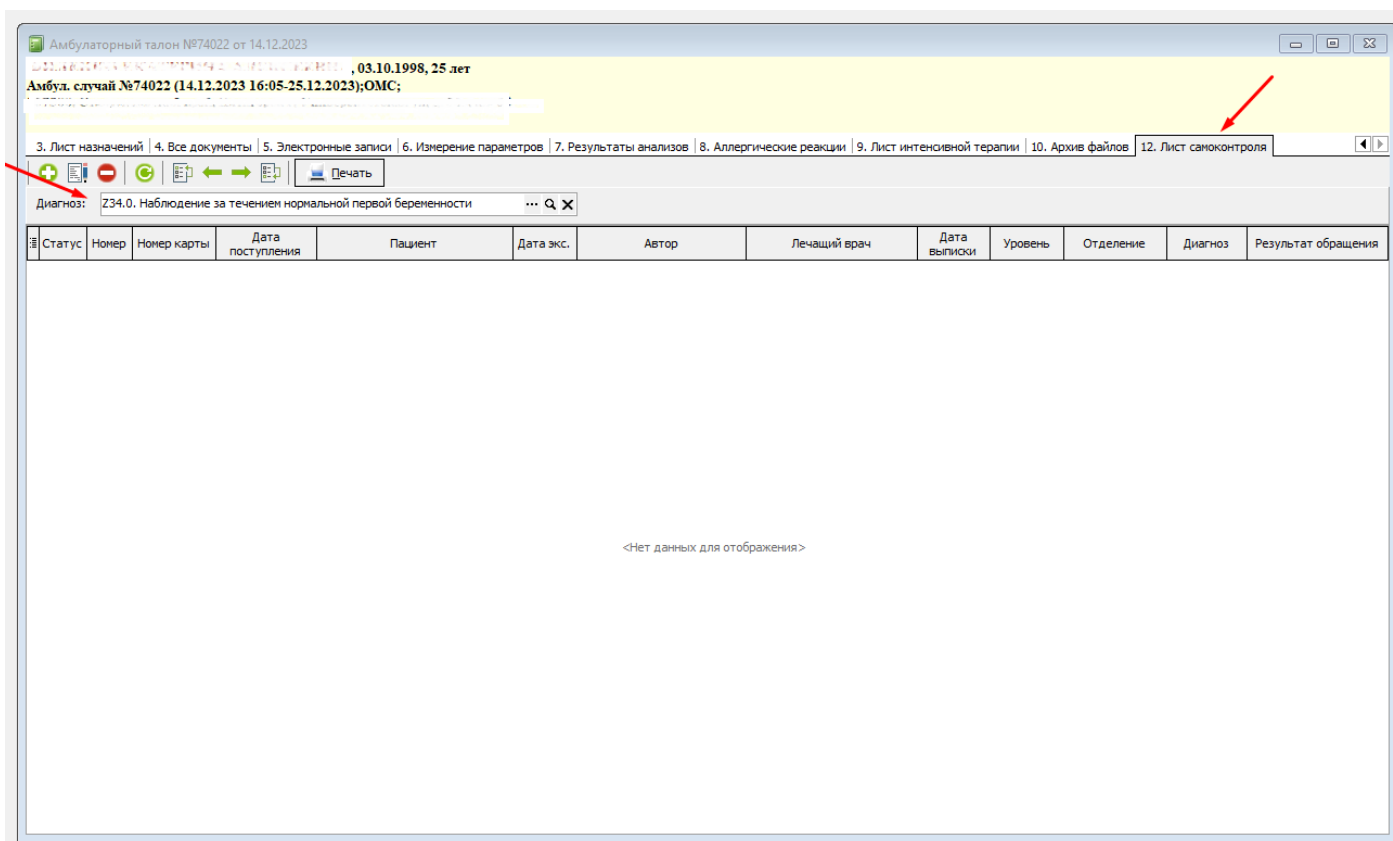 Амбулаторный талон №74022 от 14.12.2023
, 03.10.1998, 25 лет
Амбул. случай №74022 (14.12.2023 16:05-25.12.2023);ОМС;
3. Лист назначений 4. Все документы 5. Электронные записи 6. Измерение параметров 7. Результаты анализов 8. Аллергические реакции 9. Лист интенсивной терапии 10. Архив файлов 12. Лист самоконтроля
Печать
Диагноз: Z34.0. Наблюдение за течением нормальной первой беременности ...
Статус Номер Номер карты Дата поступления Пациент Дата экс. Автор Лечащий врач Дата выписки Уровень Отделение Диагноз Результат обращения
<Нет данных для отображения>